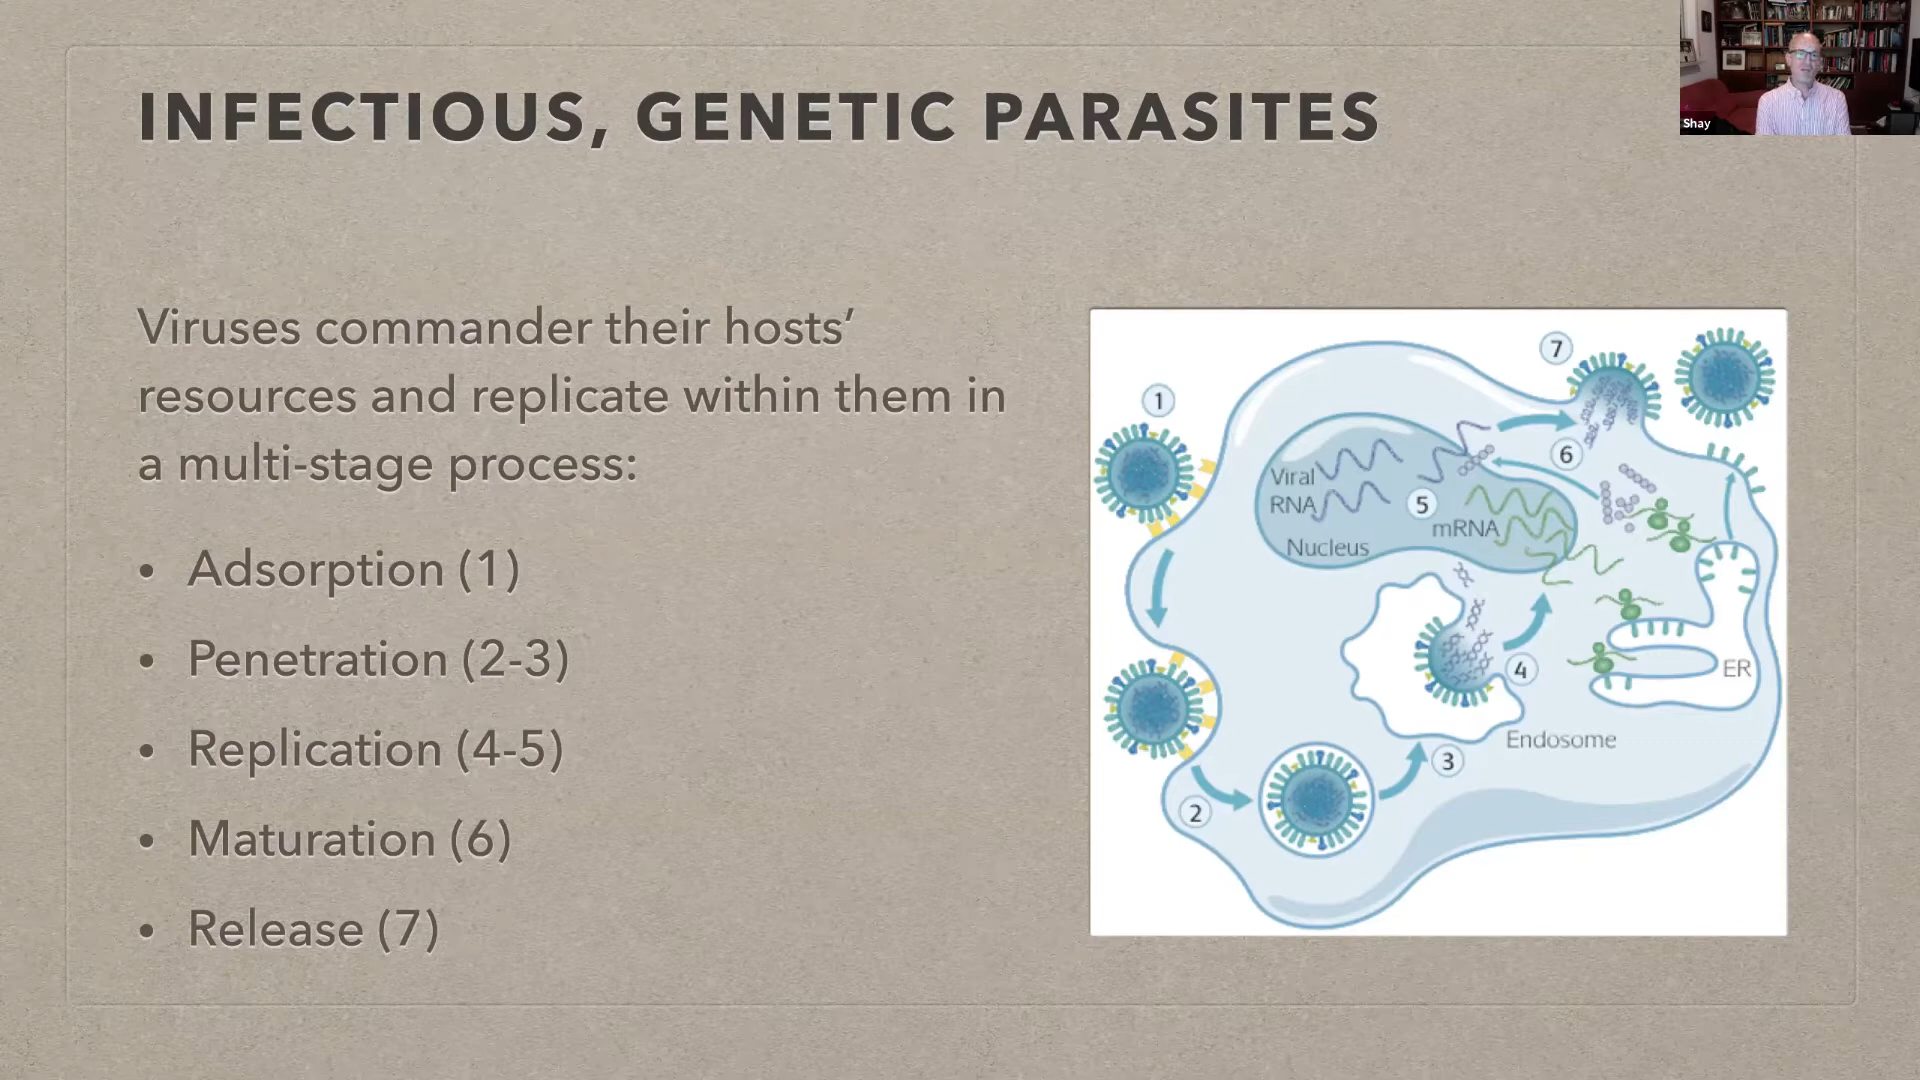 INFECTIOUS, GENETIC PARASITES
Shay
Viruses commander their hosts’
resources and replicate within them in
a multi-stage process:
• Adsorption (1)
• Penetration (2-3)
• Replication (4-5)
• Maturation (6)
• Release (7)
7
1
6
Viral
RNA
5
mRNA
Nucleus
4
ER
Endosome
3
2